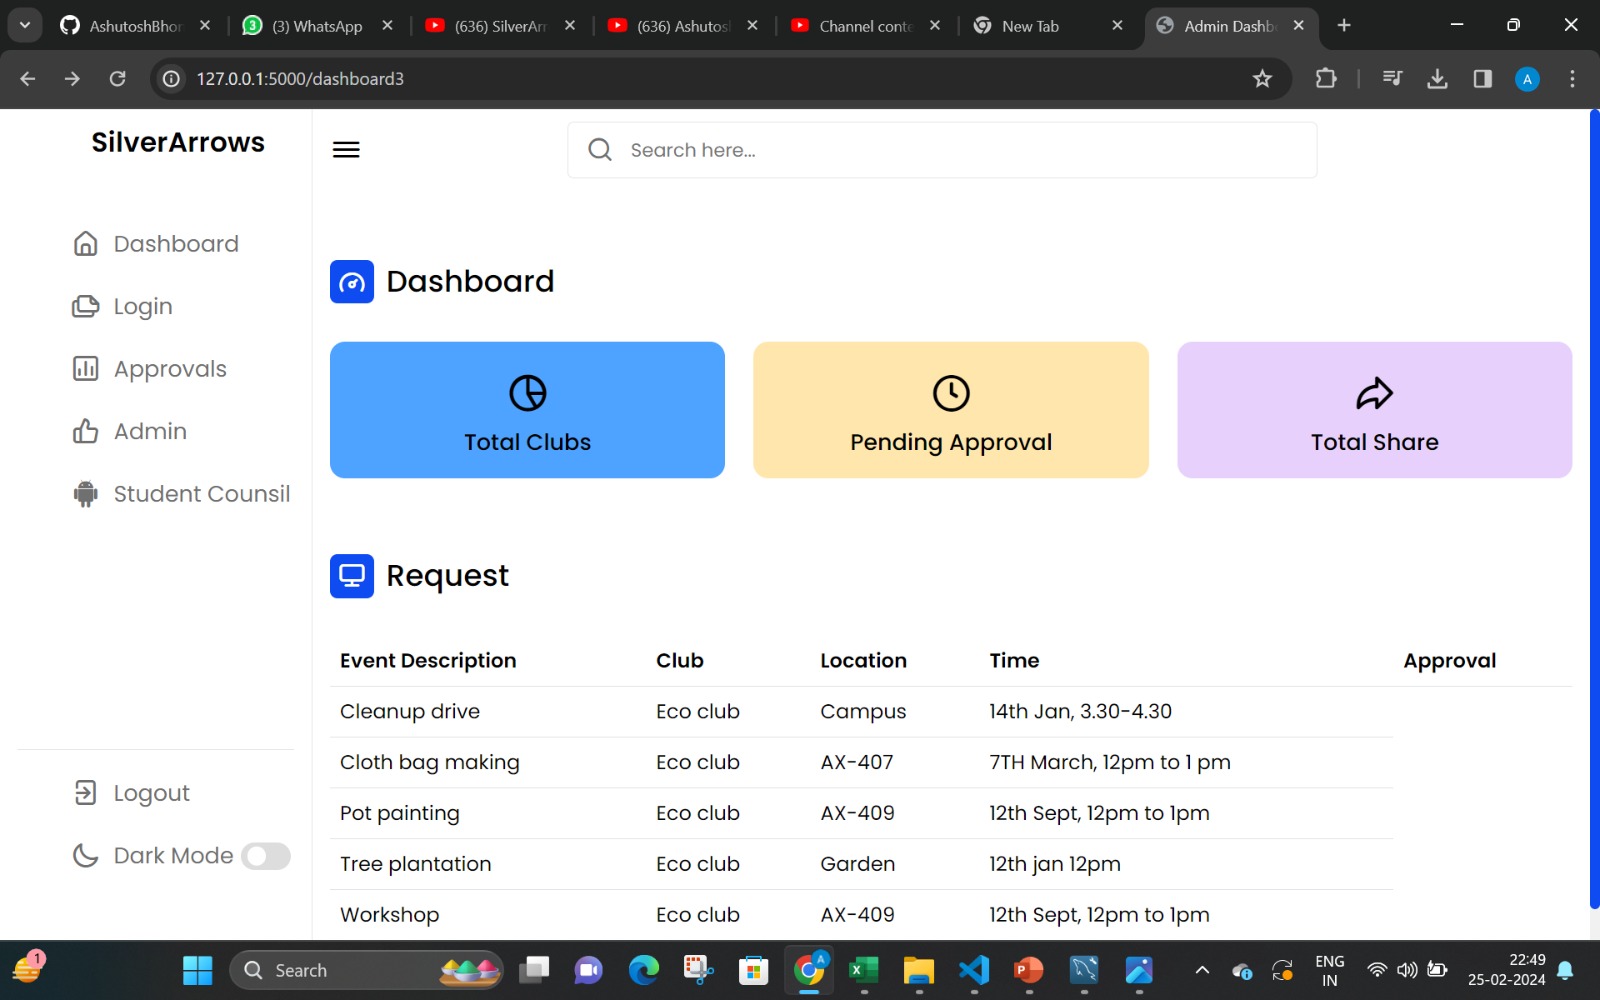 AshutoshBhor
(3) WhatsApp
(636) SilverArr
(636) Ashutosh
Channel conte
New Tab
Admin Dashb
127.0.0.1:5000/dashboard3
A
SilverArrows
Search here...
Dashboard
Login
Approvals
Admin
Student Counsil
Logout
Dark Mode
Dashboard
Total Clubs
Pending Approval
Total Share
Request
Event Description Club Location Time Approval
Cleanup drive Eco club Campus 14th Jan, 3.30-4.30
Cloth bag making Eco club AX-407 7TH March, 12pm to 1 pm
Pot painting Eco club AX-409 12th Sept, 12pm to 1pm
Tree plantation Eco club Garden 12th jan 12pm
Workshop Eco club AX-409 12th Sept, 12pm to 1pm
1
Search
ENG
IN
22:49
25-02-2024